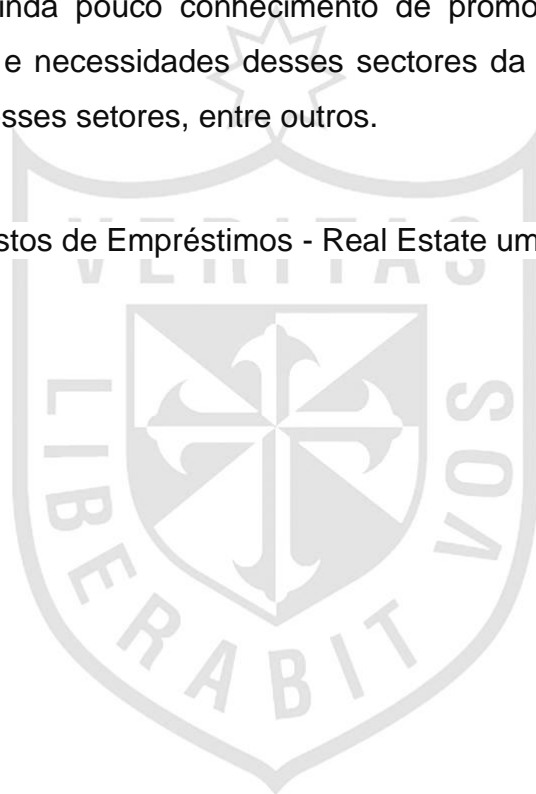 inda pouco conhecimento de promo
e necessidades desses sectores da
sses setores, entre outros.
stos de Empréstimos - Real Estate um
VERITAS
LIBERABIT VOS